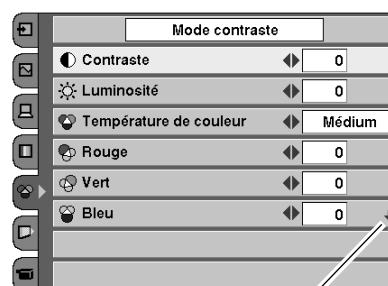 Mode contraste
Contraste 0
Luminosité 0
Température de couleur Médium
Rouge 0
Vert 0
Bleu 0